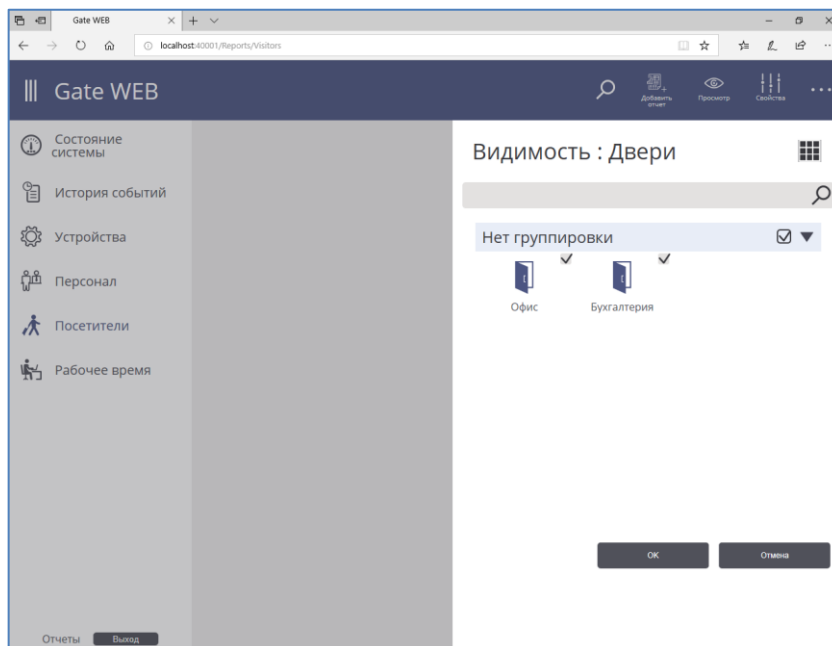 Gate WEB
localhost:40001/Reports/Visitors
Gate WEB
Добавить
отчет
Просмотр
Свойства
Состояние
системы
История событий
Устройства
Персонал
Посетители
Рабочее время
Отчеты
Выход
Видимость : Двери
Нет группировки
Офис
Бухгалтерия
OK
Отмена